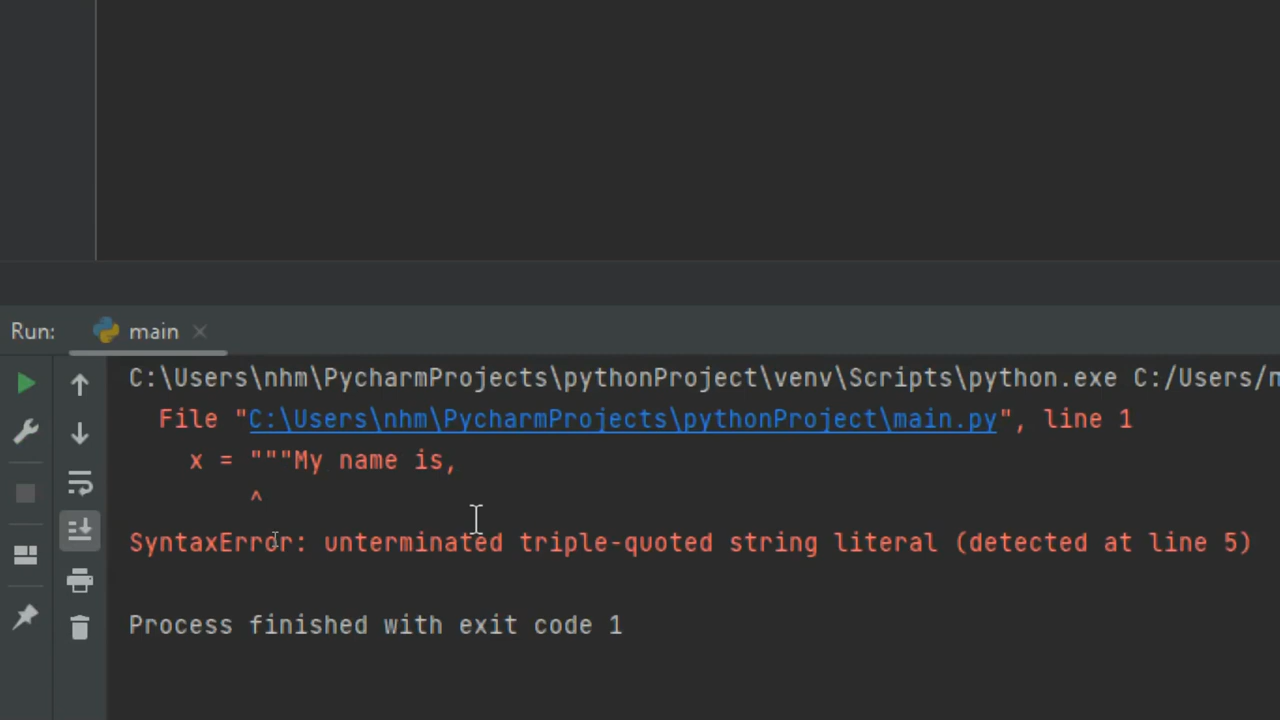 Run: main
C:\Users\nhm\PycharmProjects\pythonProject\venv\Scripts\python.exe C:/Users/
File "C:\Users\nhm\PycharmProjects\pythonProject\main.py", line 1
x = """My name is,
^
SyntaxError: unterminated triple-quoted string literal (detected at line 5)
Process finished with exit code 1